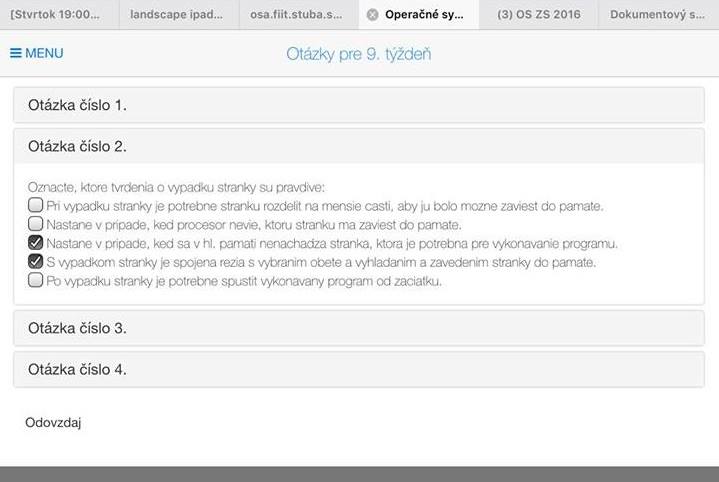 [Stvrtok 19:00...
landscape ipad...
osa.fiit.stuba.s...
Operačné sy...
(3) OS ZS 2016
Dokumentový s...
MENU
Otázky pre 9. týždeň
Otázka číslo 1.
Otázka číslo 2.
Oznacte, ktore tvrdenia o vypadku stranky su pravdive:
Pri vypadku stranky je potrebne stranku rozdelit na mensie casti, aby ju bolo mozne zaviest do pamate.
Nastane v pripade, ked procesor nevie, ktoru stranku ma zaviest do pamate.
Nastane v pripade, ked sa v hl. pamati nenachadza stranka, ktora je potrebna pre vykonavanie programu.
S vypadkom stranky je spojena rezia s vybranim obete a vyhladanim a zavedenim stranky do pamate.
Po vypadku stranky je potrebne spustit vykonavany program od zaciatku.
Otázka číslo 3.
Otázka číslo 4.
Odovzdaj